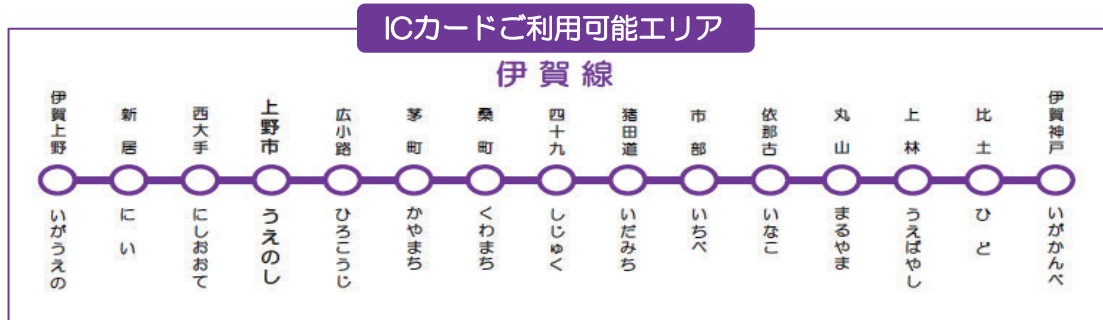 ICカードご利用可能エリア
伊賀線
伊賀上野
新居
西大手
上野市
広小路
茅町
桑町
四十九
猪田道
市部
依那古
丸山
上林
比土
伊賀神戸
いがうえの
にい
にしおおて
うえのし
ひろこうじ
かやまち
くわまち
しじゅく
いだみち
いちべ
いなこ
まるやま
うえばやし
ひど
いがかんべ